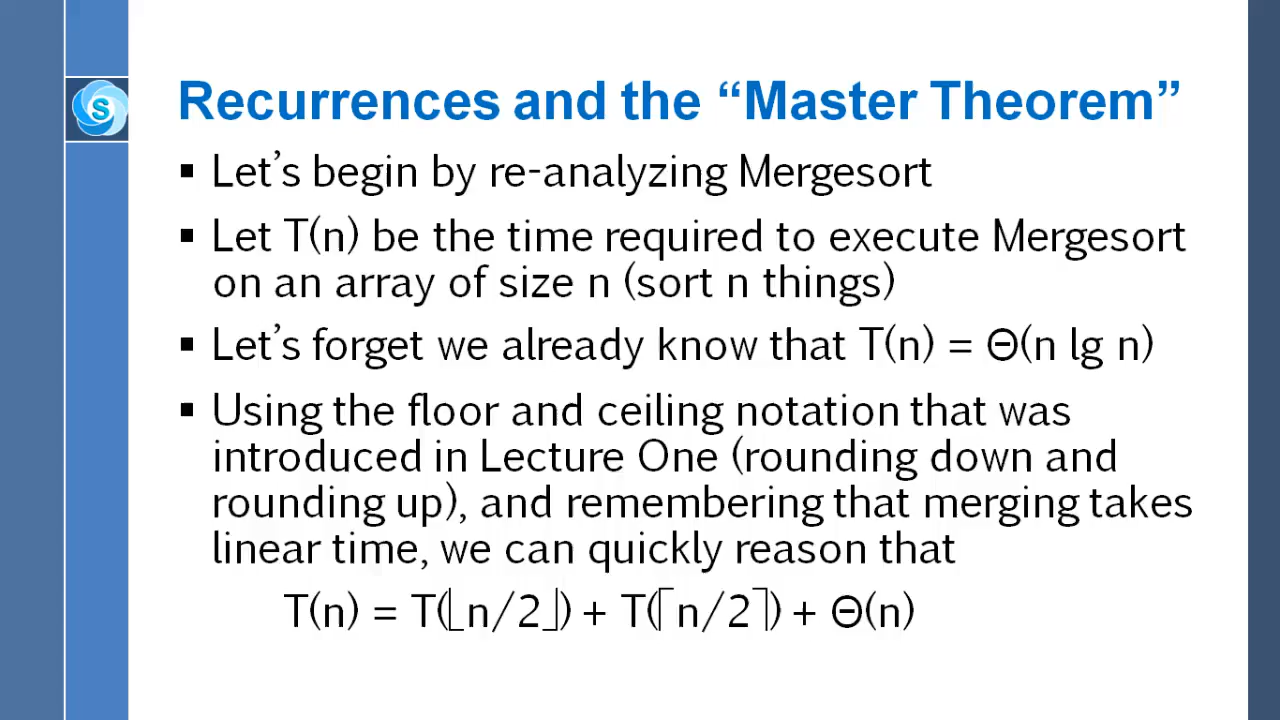 S
Recurrences and the “Master Theorem”
▪ Let’s begin by re-analyzing Mergesort
▪ Let T(n) be the time required to execute Mergesort
on an array of size n (sort n things)
▪ Let’s forget we already know that T(n) = Θ(n lg n)
▪ Using the floor and ceiling notation that was
introduced in Lecture One (rounding down and
rounding up), and remembering that merging takes
linear time, we can quickly reason that
T(n) = T(⌊n/2⌋) + T(⌈n/2⌉) + Θ(n)